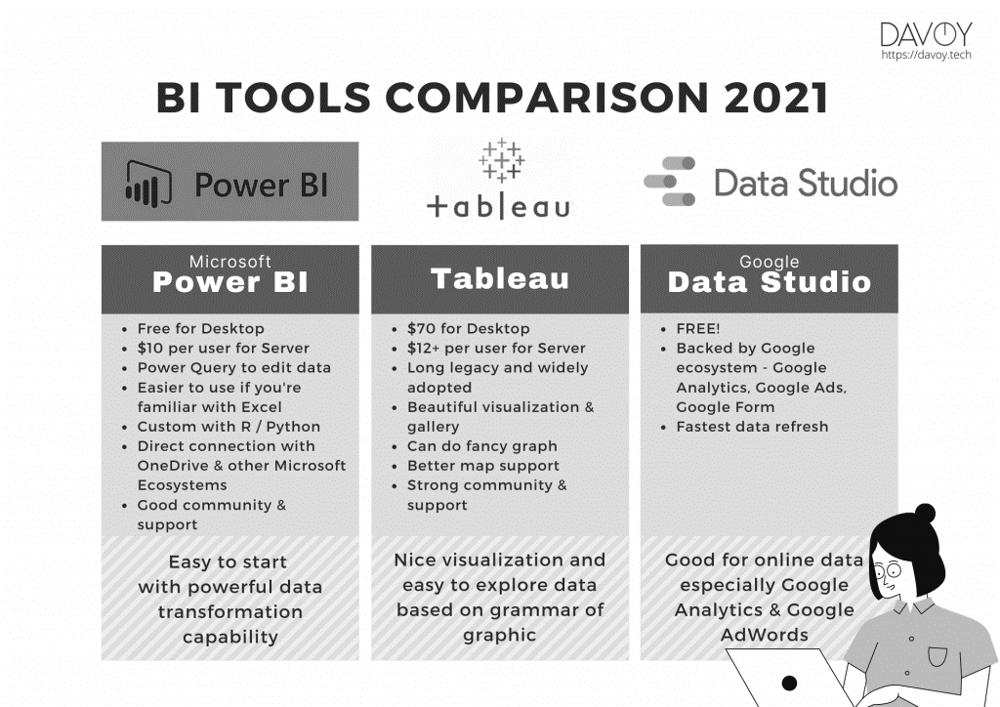 DAVOY
https://davoy.tech
BI TOOLS COMPARISON 2021
Power BI
+ableau
Data Studio
Microsoft
Power BI
• Free for Desktop
• $10 per user for Server
• Power Query to edit data
• Easier to use if you're
familiar with Excel
• Custom with R / Python
• Direct connection with
OneDrive & other Microsoft
Ecosystems
• Good community &
support
Easy to start
with powerful data
transformation
capability
Tableau
• $70 for Desktop
• $12+ per user for Server
• Long legacy and widely
adopted
• Beautiful visualization &
gallery
• Can do fancy graph
• Better map support
• Strong community &
support
Nice visualization and
easy to explore data
based on grammar of
graphic
Google
Data Studio
• FREE!
• Backed by Google
ecosystem - Google
Analytics, Google Ads,
Google Form
• Fastest data refresh
Good for online data
especially Google
Analytics & Google
AdWords